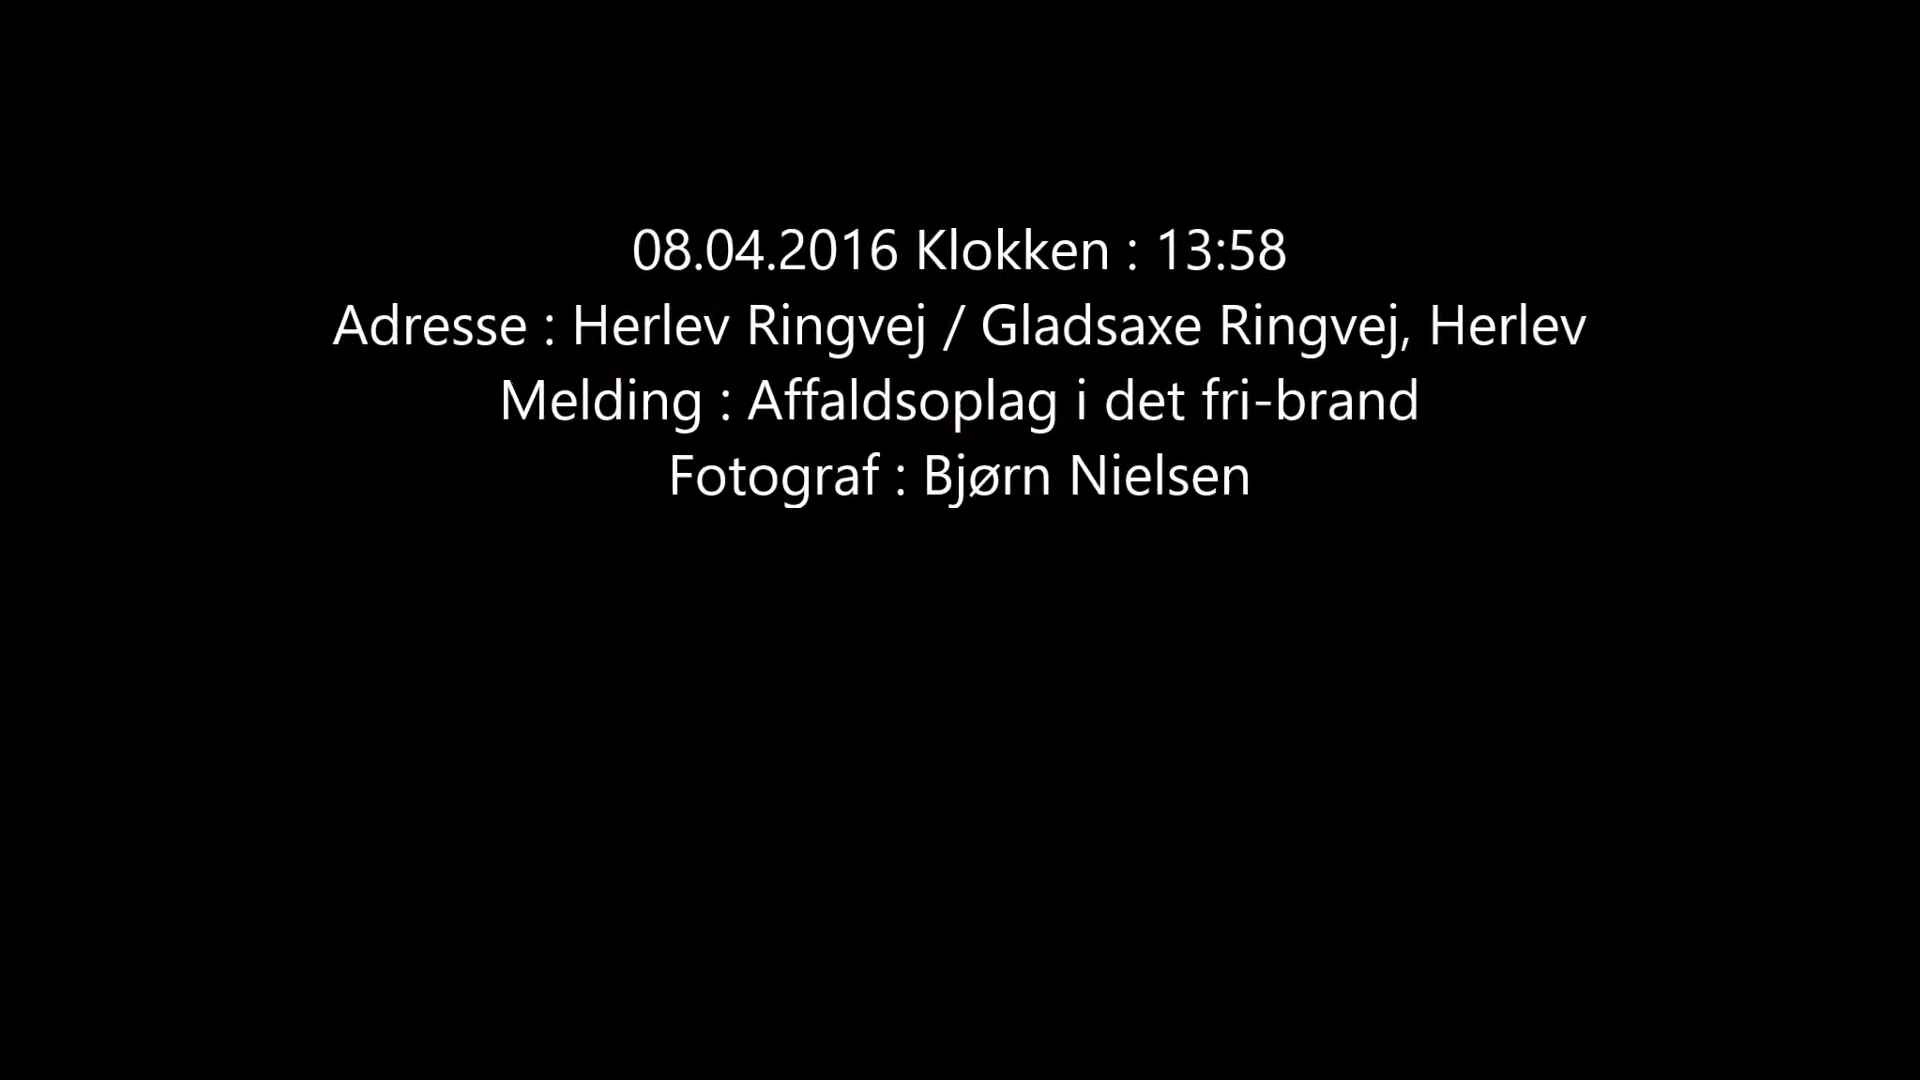 08.04.2016 Klokken : 13:58
Adresse : Herlev Ringvej / Gladsaxe Ringvej, Herlev
Melding : Affaldsoplag i det fri-brand
Fotograf : Bjørn Nielsen